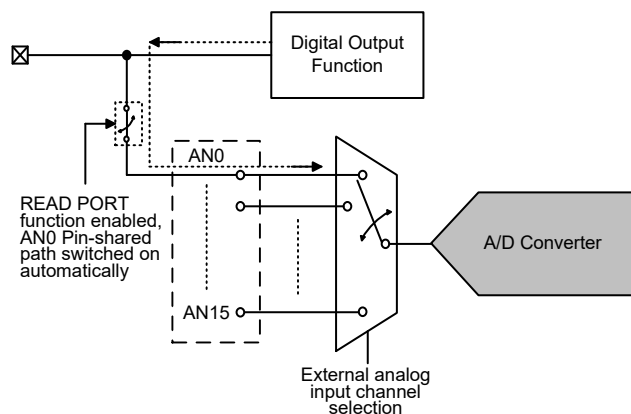 Digital Output
Function
AN0
READ PORT
function enabled,
AN0 Pin-shared
path switched on
automatically
A/D Converter
AN15
External analog
input channel
selection